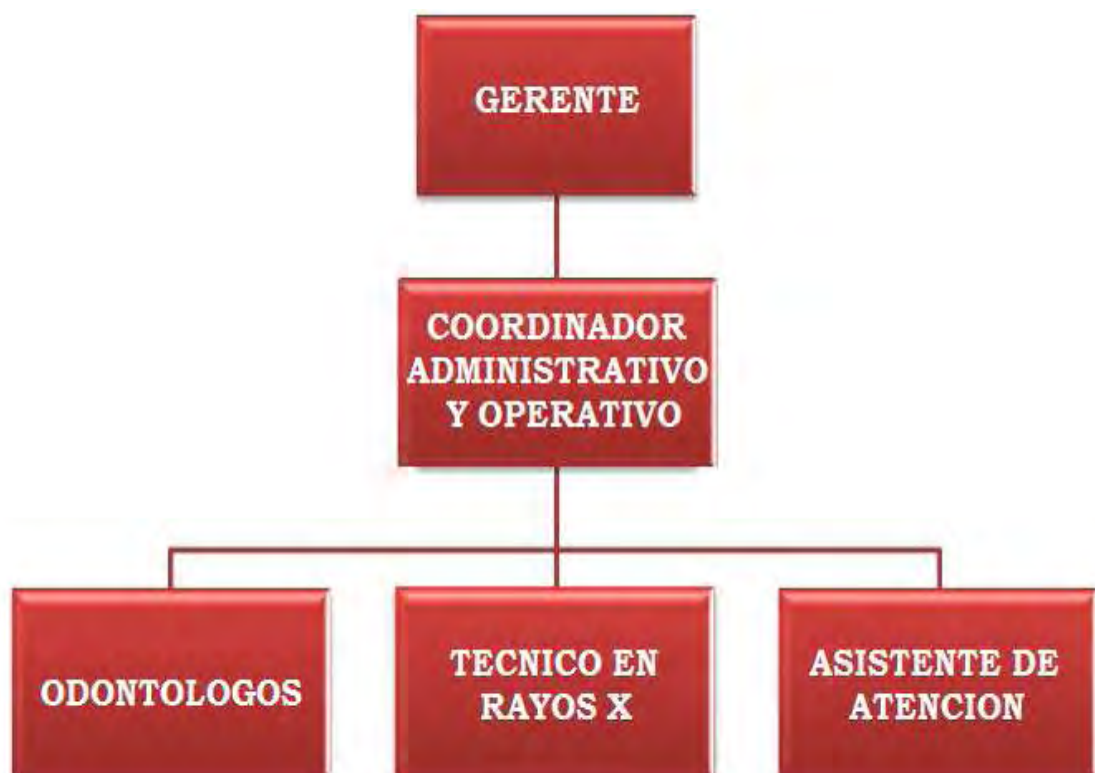 GERENTE
COORDINADOR
ADMINISTRATIVO
Y OPERATIVO
ODONTOLOGOS
TECNICO EN
RAYOS X
ASISTENTE DE
ATENCION